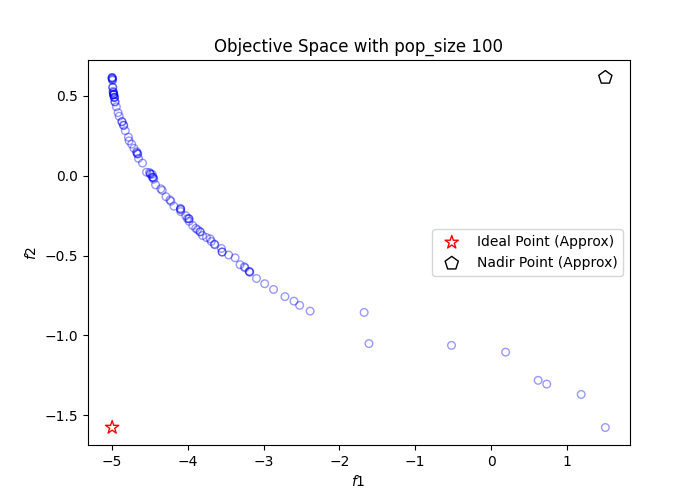 Objective Space with pop_size 100
0.5
0.0
−0.5
−1.0
−1.5
f2
Ideal Point (Approx)
Nadir Point (Approx)
−5
−4
−3
−2
−1
0
1
f1